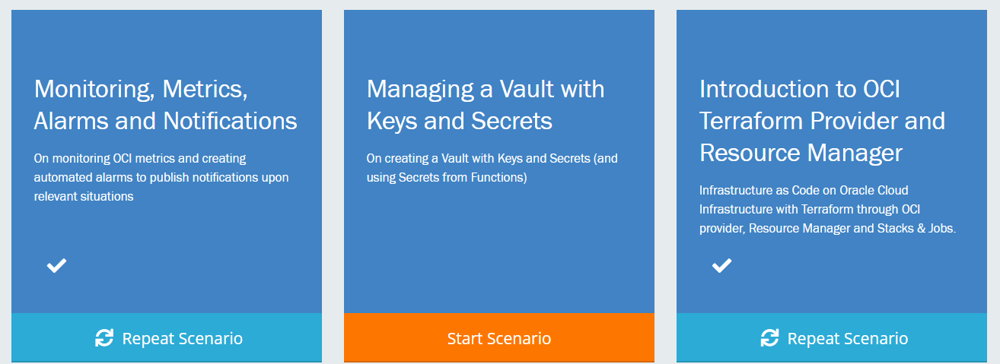 Monitoring, Metrics,
Alarms and Notifications
On monitoring OCI metrics and creating
automated alarms to publish notifications upon
relevant situations
Repeat Scenario
Managing a Vault with
Keys and Secrets
On creating a Vault with Keys and Secrets (and
using Secrets from Functions)
Start Scenario
Introduction to OCI
Terraform Provider and
Resource Manager
Infrastructure as Code on Oracle Cloud
Infrastructure with Terraform through OCI
provider, Resource Manager and Stacks & Jobs.
Repeat Scenario